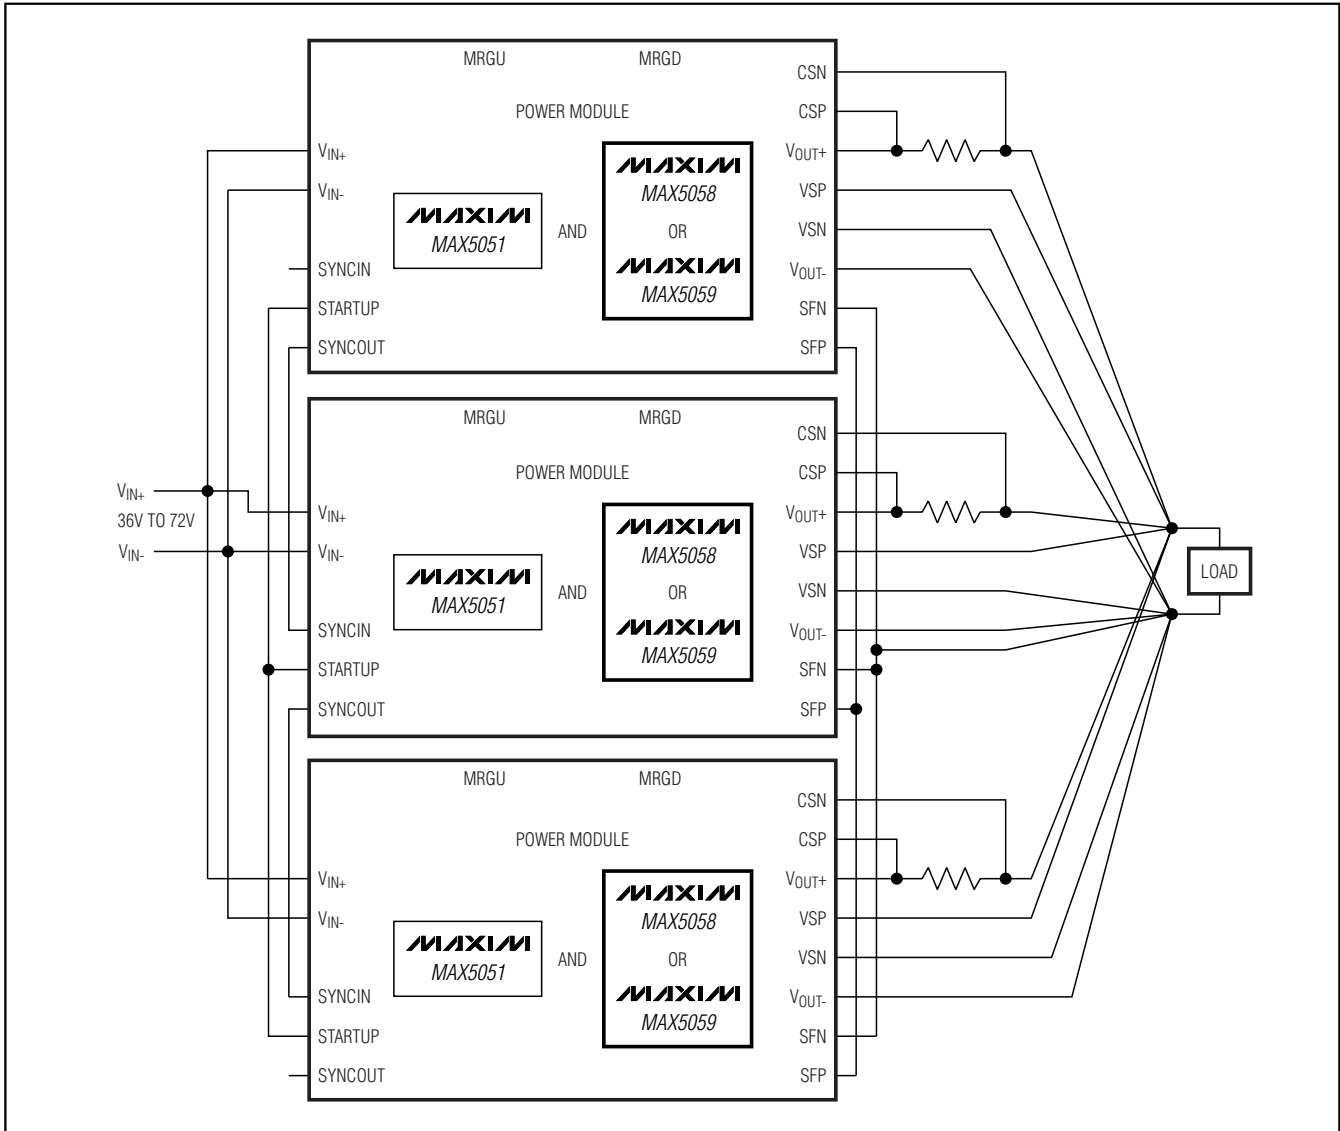 MRGU MRGD
CSN
POWER MODULE
CSP
VIN+
MAXIM
MAX5058
VOUT+
VIN-
MAXIM
MAX5051
AND
OR
VSP
VSN
SYNCIN
MAXIM
MAX5059
VOUT-
STARTUP
SFN
SYNCOUT
SFP
MRGU MRGD
CSN
POWER MODULE
CSP
VIN+
36V TO 72V
VIN-
VIN+
MAXIM
MAX5058
VOUT+
VIN-
MAXIM
MAX5051
AND
OR
VSP
VSN
LOAD
SYNCIN
MAXIM
MAX5059
VOUT-
STARTUP
SFN
SYNCOUT
SFP
MRGU MRGD
CSN
POWER MODULE
CSP
VIN+
MAXIM
MAX5058
VOUT+
VIN-
MAXIM
MAX5051
AND
OR
VSP
VSN
SYNCIN
MAXIM
MAX5059
VOUT-
STARTUP
SFN
SYNCOUT
SFP